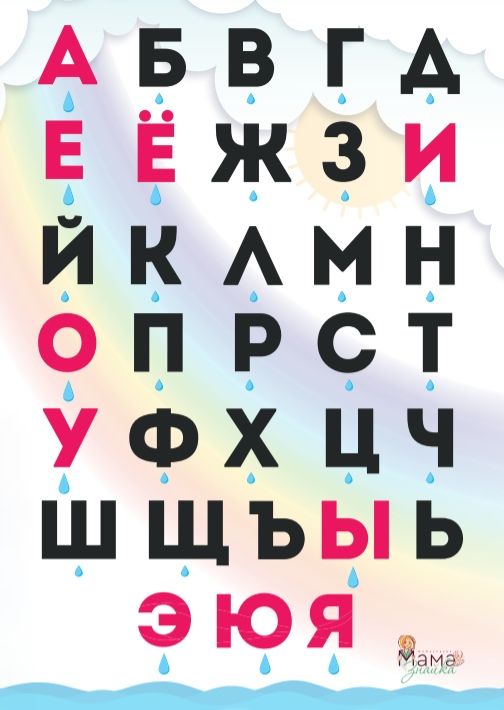 А Б В Г Д
Е Ё Ж З И
Й К Л М Н
О П Р С Т
У Ф Х Ц Ч
Ш Щ Ъ Ы Ь
Э Ю Я
Мама
Знайка